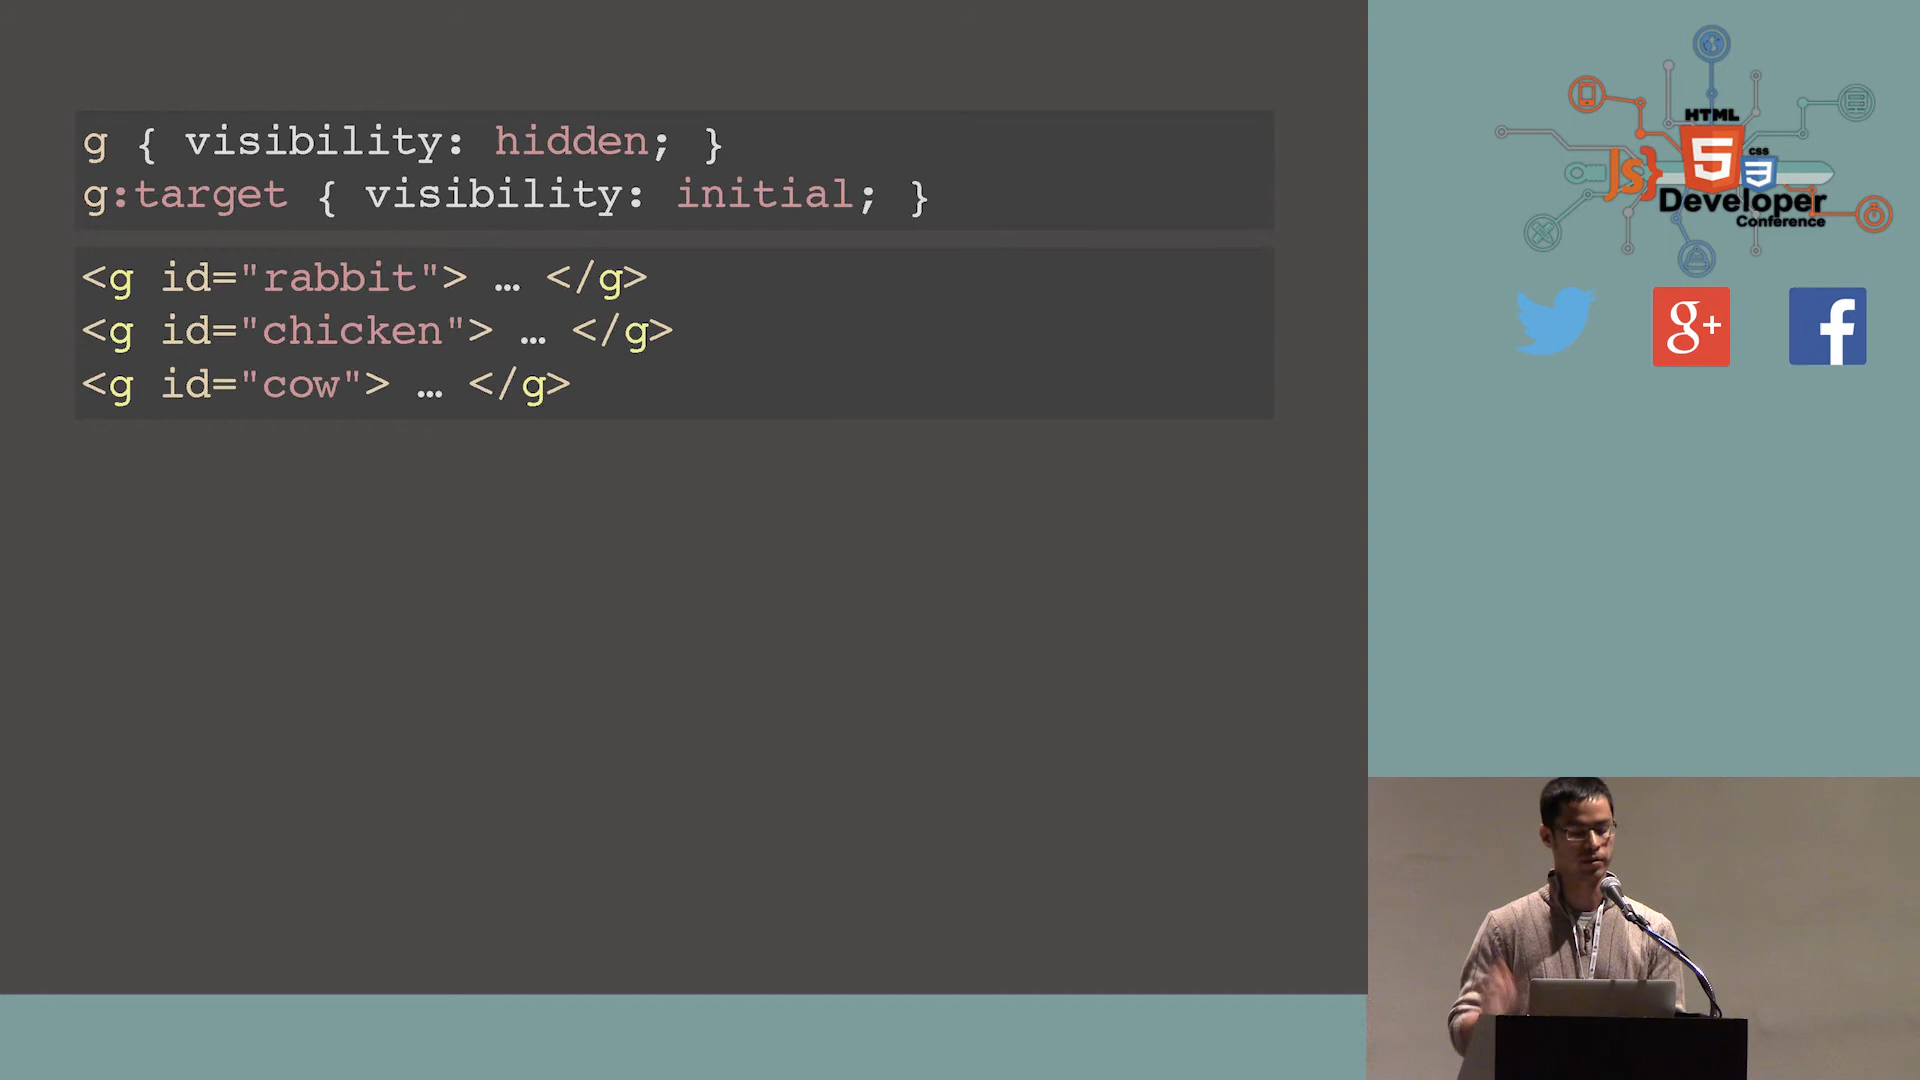 g { visibility: hidden; }
g:target { visibility: initial; }
<g id="rabbit"> … </g>
<g id="chicken"> … </g>
<g id="cow"> … </g>
HTML
5
JS}
CSS
3
Developer
Conference
g+
f